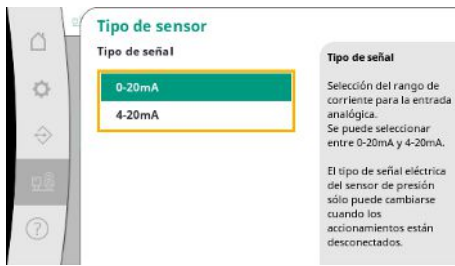 Tipo de sensor
Tipo de señal
0-20mA
4-20mA
Tipo de señal
Selección del rango de
corriente para la entrada
analógica.
Se puede seleccionar
entre 0-20mA y 4-20mA.
El tipo de señal eléctrica
del sensor de presión
sólo puede cambiarse
cuando los
accionamientos están
desconectados.